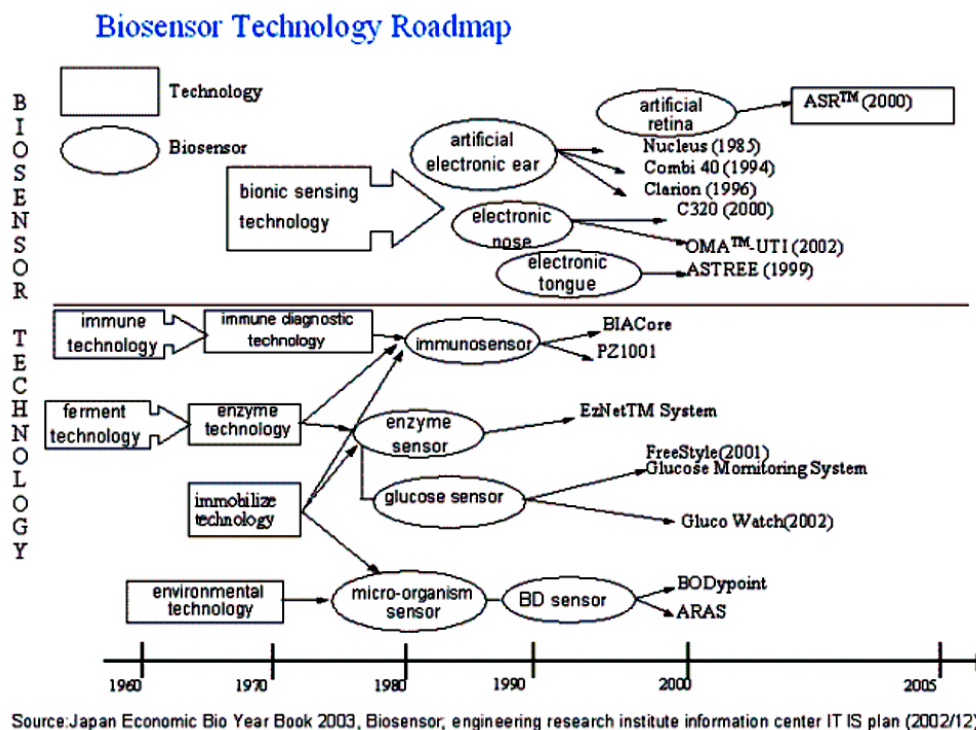 Biosensor Technology Roadmap
BIOSENSOR TECHNOLOGY
Technology
Biosensor
artificial
retina
ASR™ (2000)
artificial
electronic ear
Nucleus (1985)
Combi 40 (1994)
Clarion (1996)
bionic sensing
technology
electronic
nose
C320 (2000)
OMA™-UTI (2002)
electronic
tongue
ASTREE (1999)
immune
technology
immune diagnostic
technology
immunosensor
BIACore
PZ1001
ferment
technology
enzyme
technology
enzyme
sensor
EzNetTM System
immobilize
technology
glucose sensor
FreeStyle(2001)
Glucose Momitoring System
Gluco Watch(2002)
environmental
technology
micro-organism
sensor
BD sensor
BODypoint
ARAS
1960 1970 1980 1990 2000 2005
Source:Japan Economic Bio Year Book 2003, Biosensor, engineering research institute information center IT IS plan (2002/12)